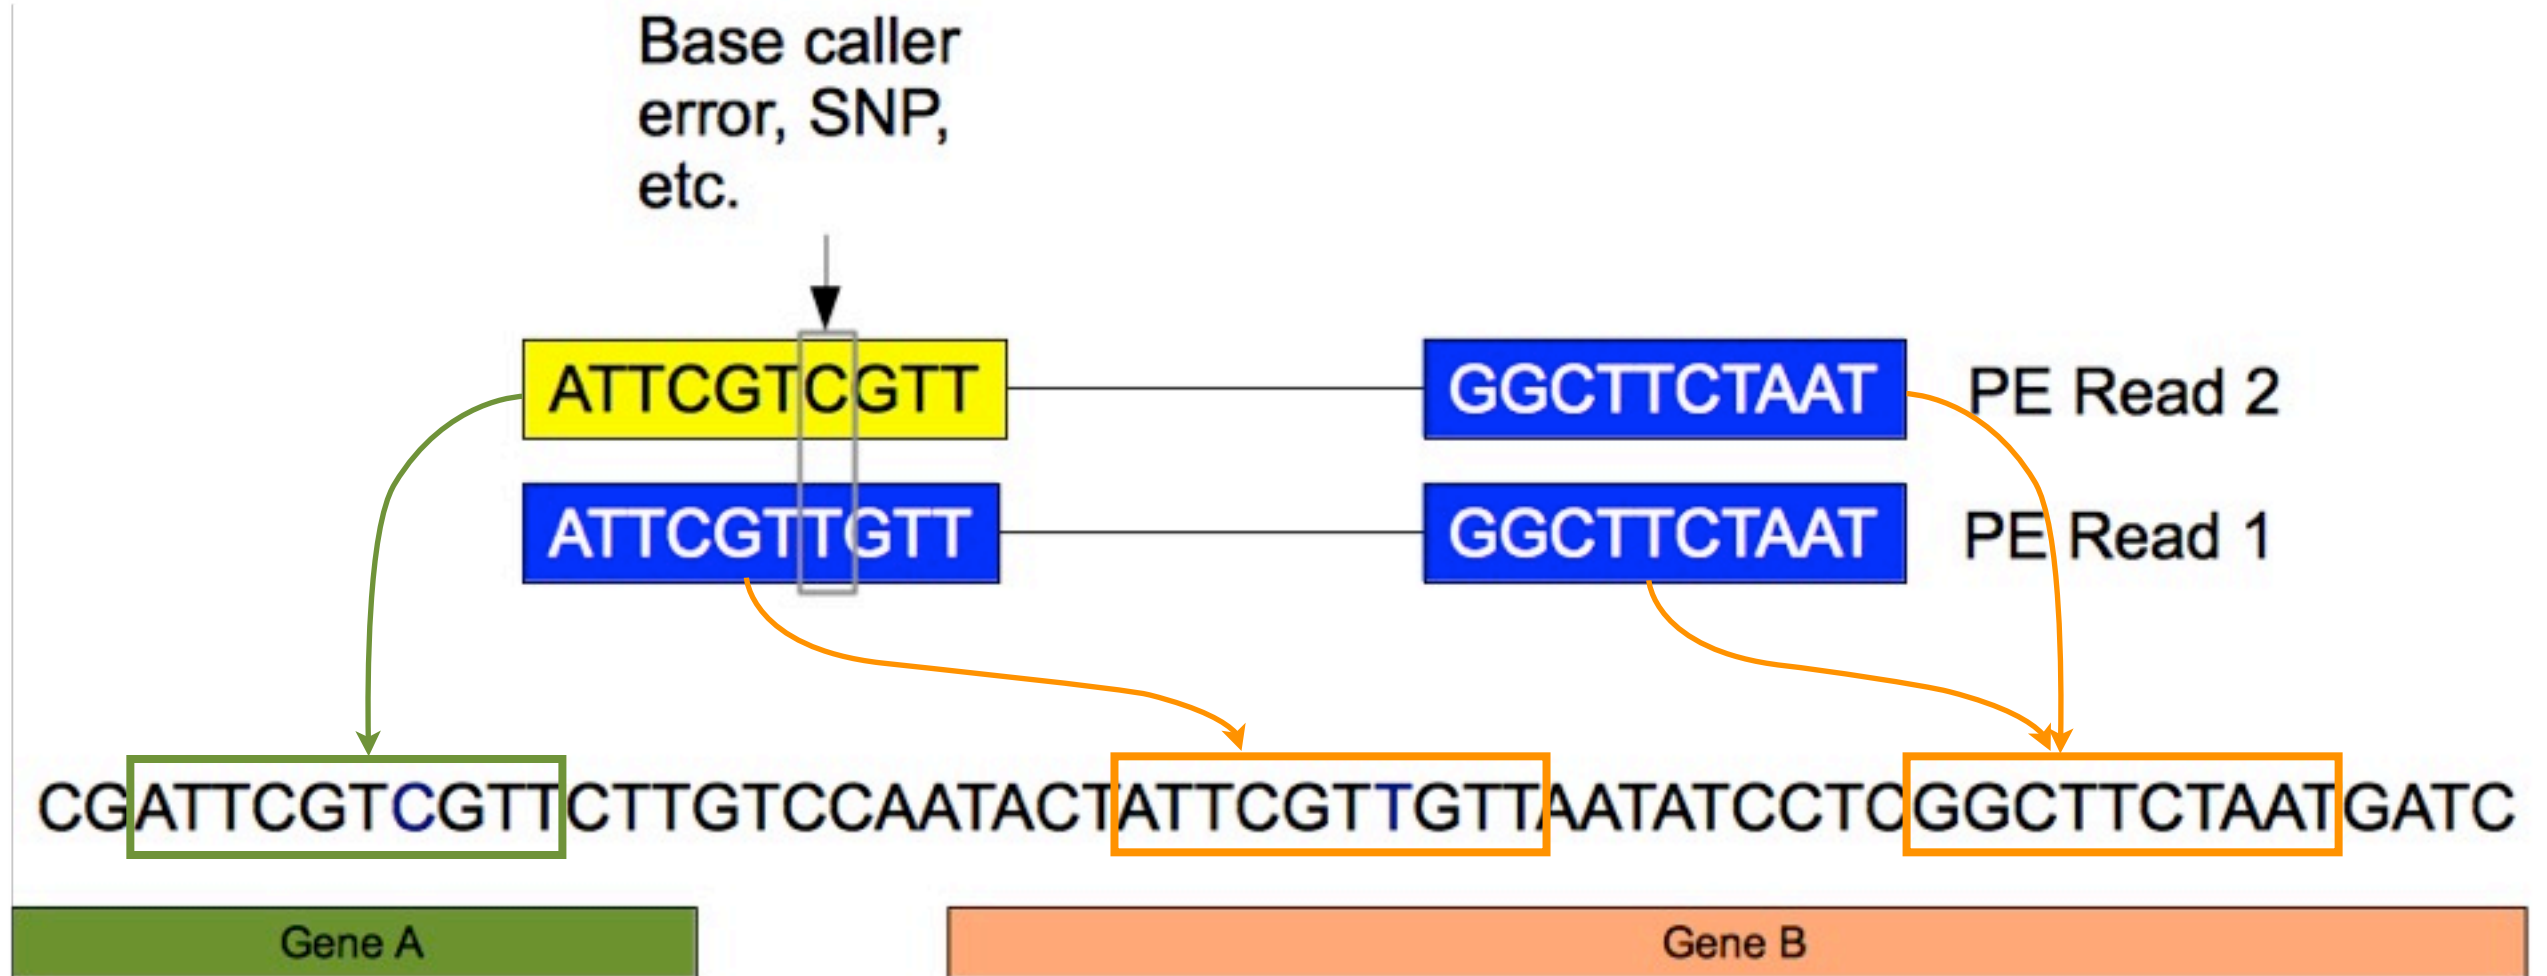 Base caller
error, SNP,
etc.
ATTCGTCGTT GGCTTCTAAT PE Read 2
ATTCGTTGTT GGCTTCTAAT PE Read 1
CGATTCGTCGTTCTTGTCCAATACTATTCGTTGTTAATATCCTCGGCTTCTAATGATC
Gene A Gene B